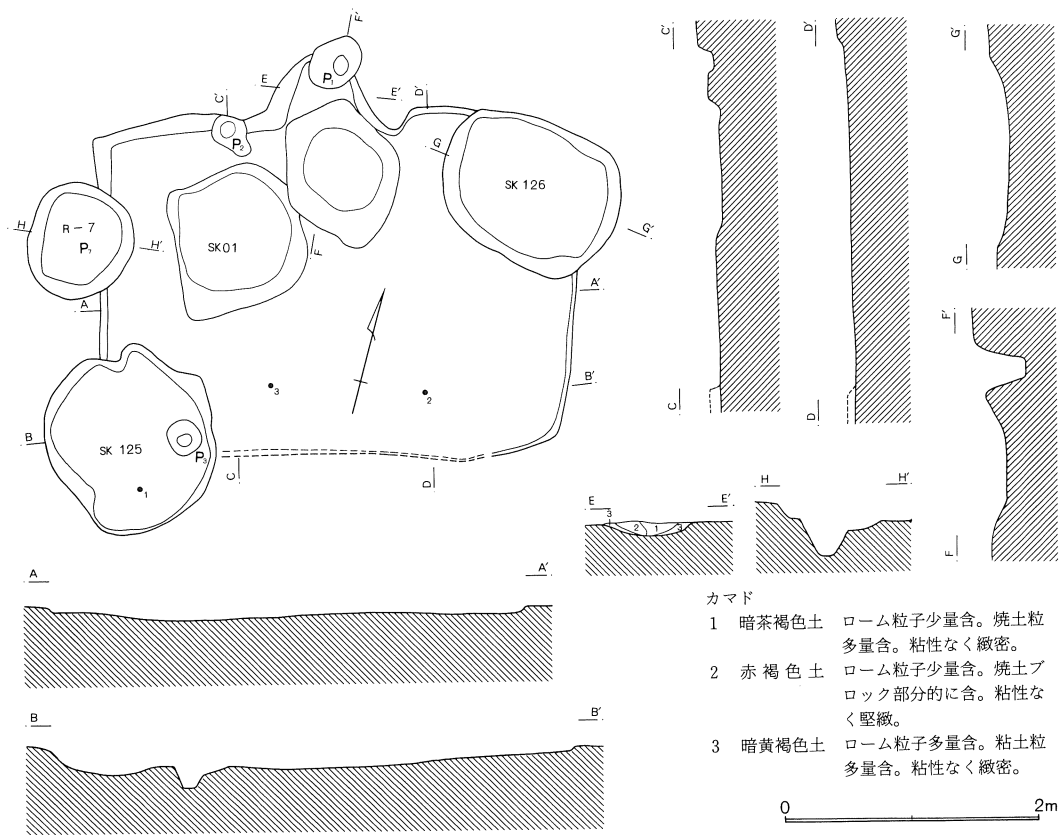 F′
P₁
E
E′
C′
D′
P₂
G
SK 126
H
R-7
P₇
H′
SK01
F
G′
A
A′
3
2
B′
B
SK 125
P₃
1
C
D
C′
D′
G′
C
D
G
F′
F
E
E′
3
2
1
3
H
H′
A
A′
B
B′
カマド
1 暗茶褐色土 ローム粒子少量含。焼土粒
多量含。粘性なく緻密。
2 赤褐色土 ローム粒子少量含。焼土ブ
ロック部分的に含。粘性な
く堅緻。
3 暗黄褐色土 ローム粒子多量含。粘土粒
多量含。粘性なく緻密。
0
2m